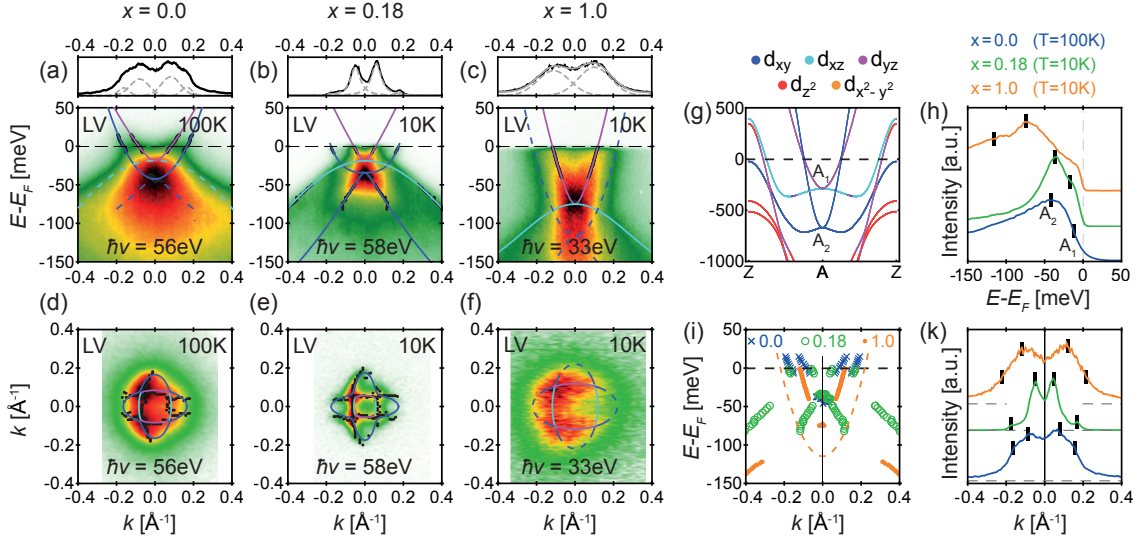 x = 0.0
x = 0.18
x = 1.0
-0.4 -0.2 0.0 0.2 0.4
-0.4 -0.2 0.0 0.2 0.4
-0.4 -0.2 0.0 0.2 0.4
x = 0.0 (T=100K)
x = 0.18 (T=10K)
x = 1.0 (T=10K)
(a)
(b)
(c)
d_xy d_xz d_yz
d_z² d_x²-y²
(g)
(h)
E-E_F [meV]
50
0
-50
-100
-150
LV 100K
ħν = 56eV
LV 10K
ħν = 58eV
LV 10K
ħν = 33eV
-0.4 -0.2 0.0 0.2 0.4
-0.4 -0.2 0.0 0.2 0.4
-0.4 -0.2 0.0 0.2 0.4
500
0
-500
-1000
E-E_F [meV]
A₁
A₂
Z A Z
Intensity [a.u.]
A₂
A₁
-150 -100 -50 0 50
E-E_F [meV]
(d)
(e)
(f)
(i)
(k)
k [Å⁻¹]
0.4
0.2
0.0
-0.2
-0.4
LV 100K
ħν = 56eV
LV 10K
ħν = 58eV
LV 10K
ħν = 33eV
-0.4 -0.2 0.0 0.2 0.4
-0.4 -0.2 0.0 0.2 0.4
-0.4 -0.2 0.0 0.2 0.4
k [Å⁻¹]
k [Å⁻¹]
k [Å⁻¹]
0.0 0.18 1.0
E-E_F [meV]
50
0
-50
-100
-150
-0.4 -0.2 0.0 0.2 0.4
k [Å⁻¹]
Intensity [a.u.]
-0.4 -0.2 0.0 0.2 0.4
k [Å⁻¹]